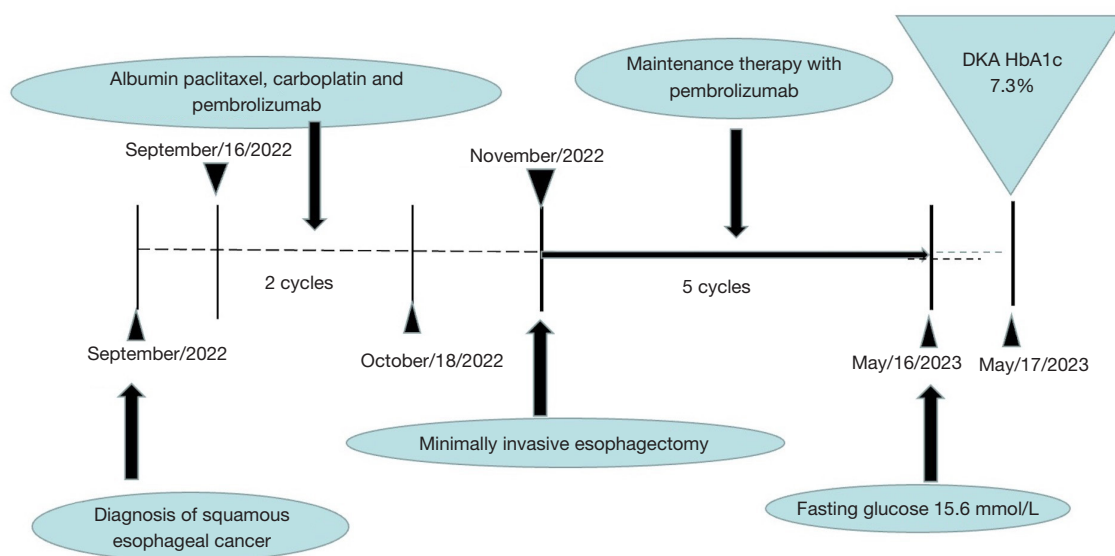 Albumin paclitaxel, carboplatin and
pembrolizumab
Maintenance therapy with
pembrolizumab
DKA HbA1c
7.3%
September/16/2022
November/2022
2 cycles
5 cycles
September/2022
October/18/2022
May/16/2023
May/17/2023
Minimally invasive esophagectomy
Diagnosis of squamous
esophageal cancer
Fasting glucose 15.6 mmol/L